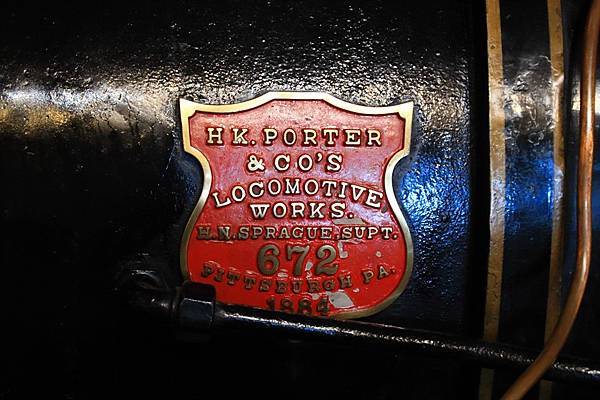 H.K. PORTER
& CO'S
LOCOMOTIVE
WORKS.
H.N. SPRAGUE. SUPT.
672
PITTSBURGH PA.
1884